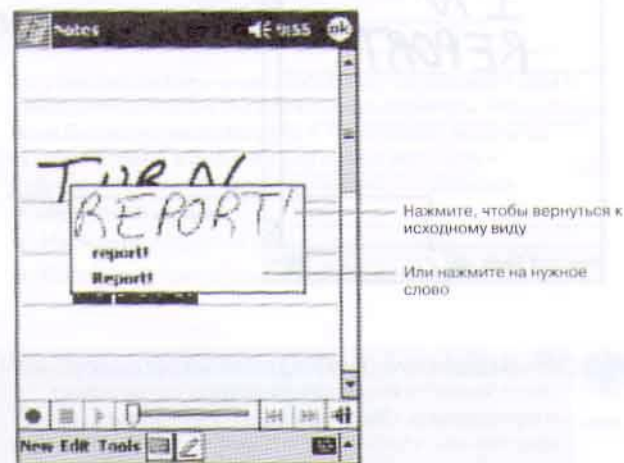 I N
REPORT
notes 9:55 ok
TURN
REPORT!
report!
Report!
Нажмите, чтобы вернуться к
исходному виду
Или нажмите на нужное
слово
New Edit Tools